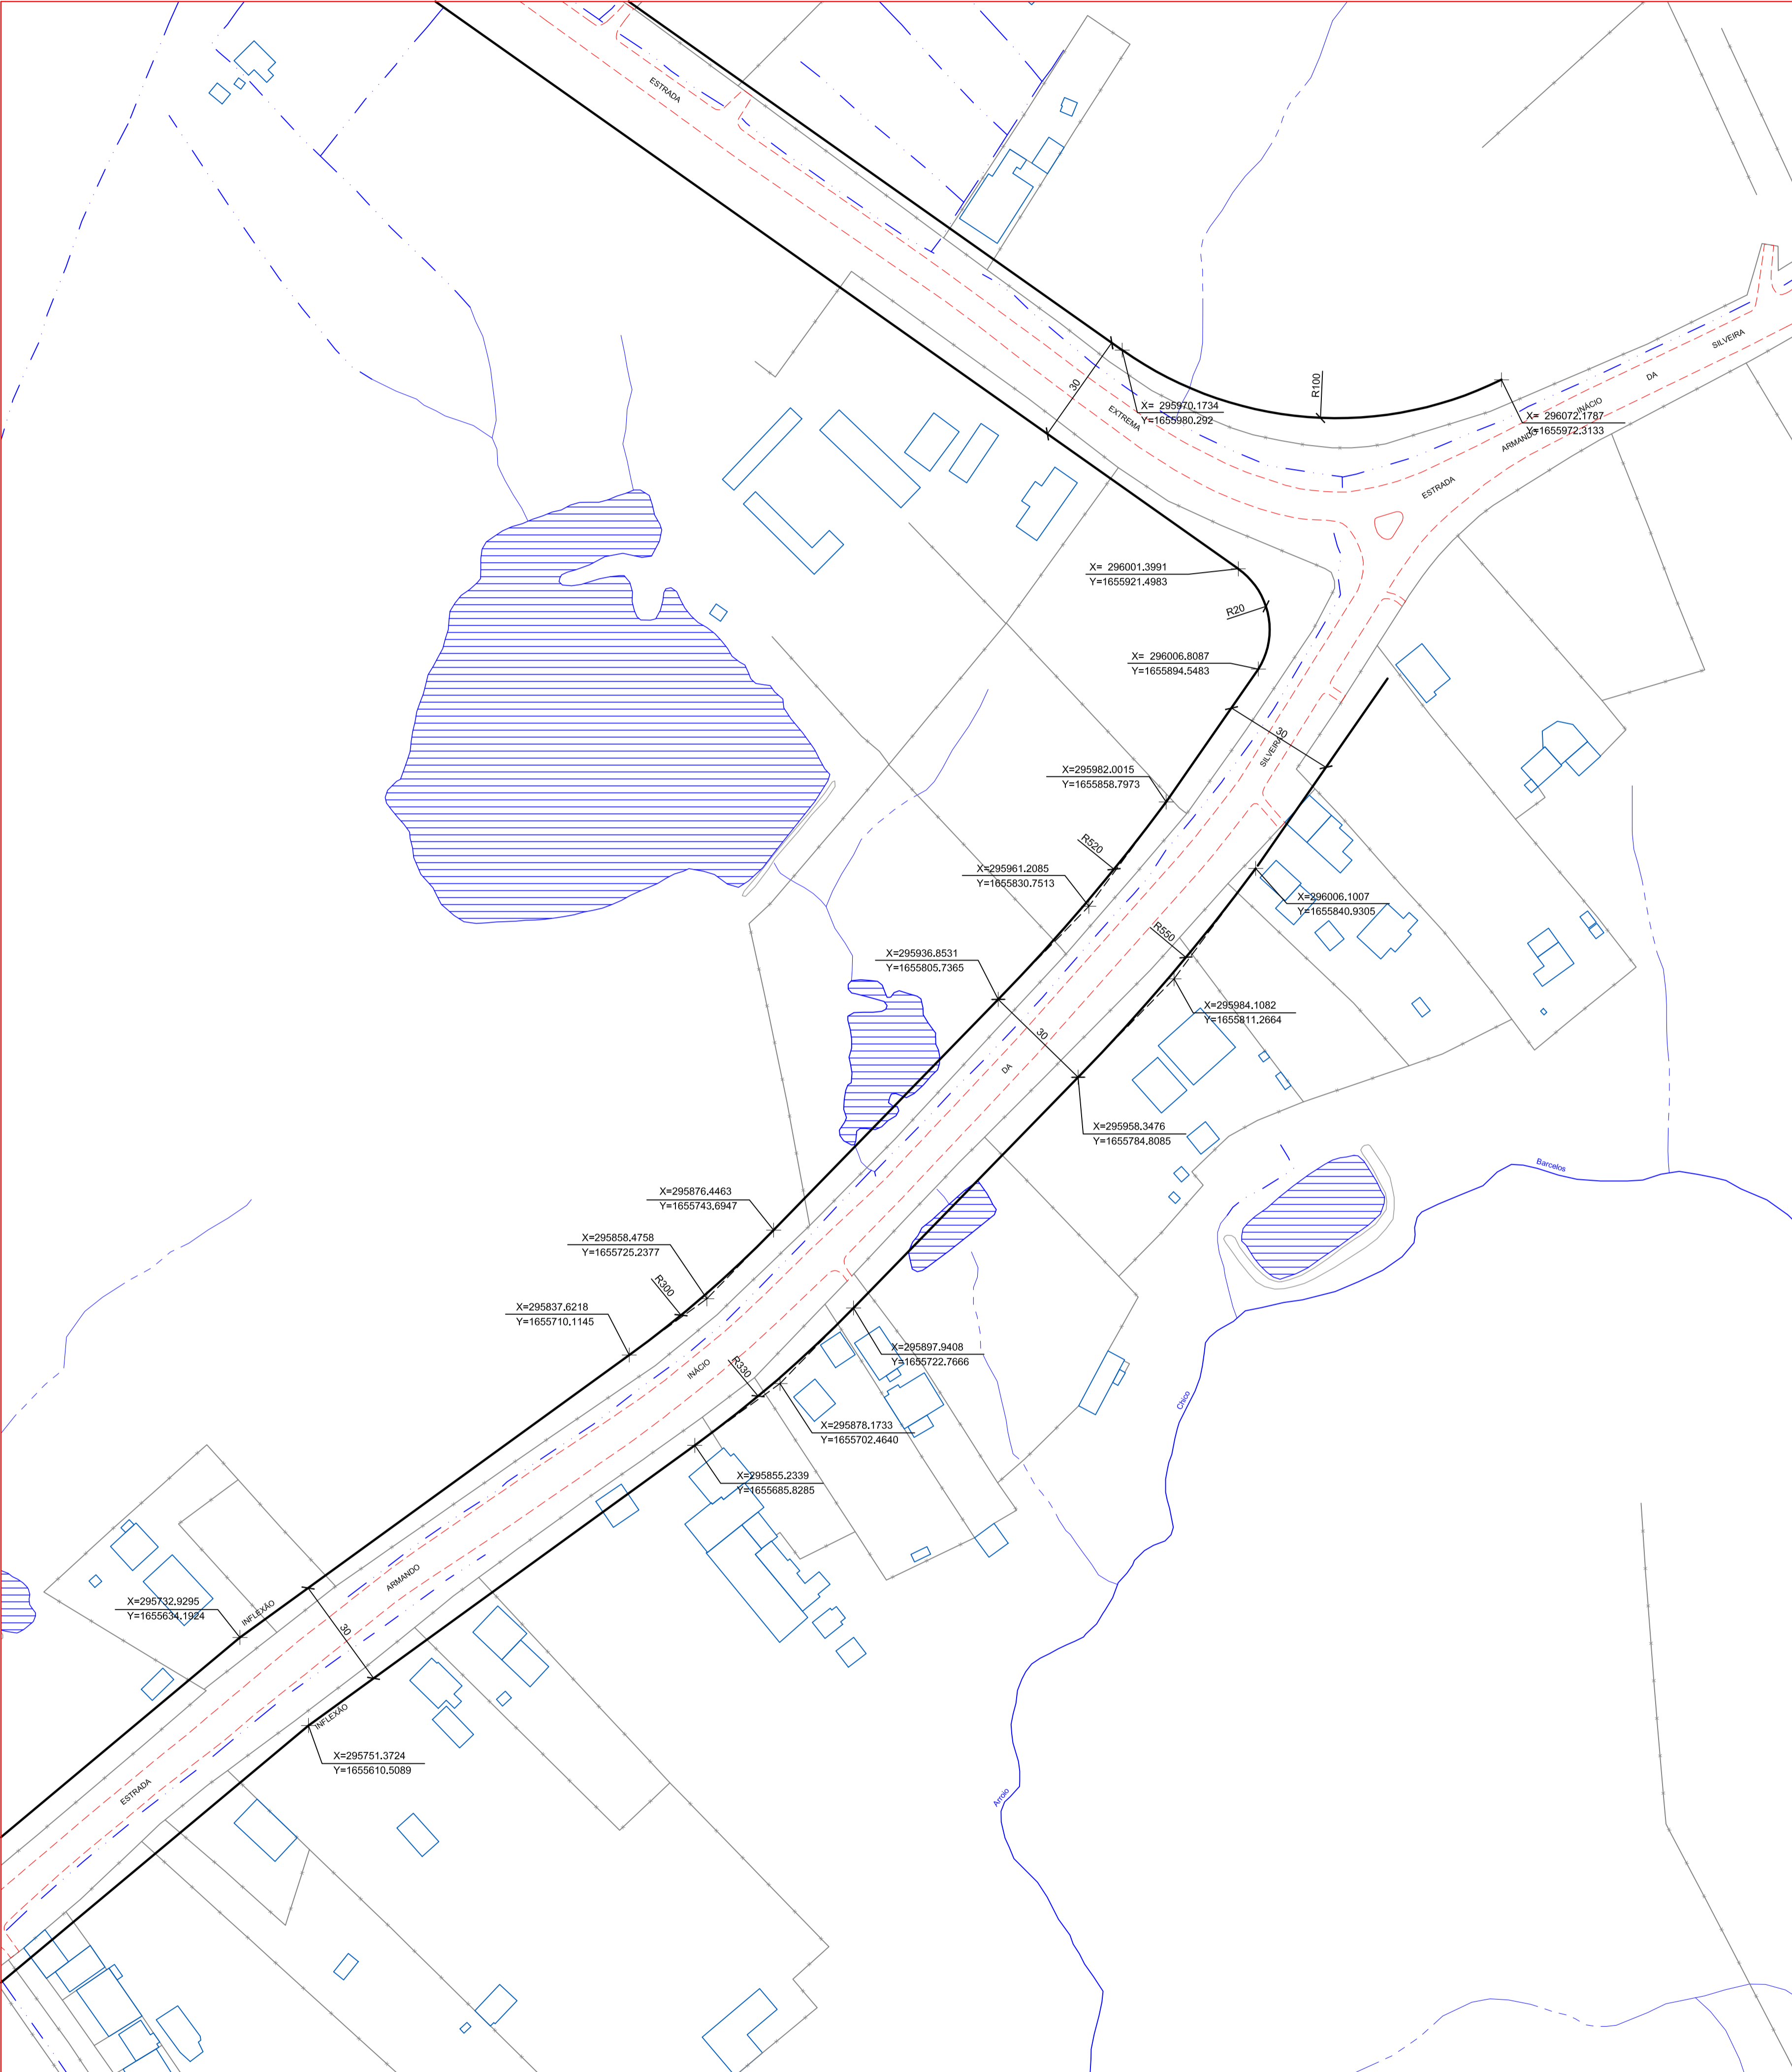 ESTRADA
SILVEIRA
DA
INÁCIO
ARMANDO
ESTRADA
30
R100
EXTREMA
X= 295970.1734
Y=1655980.292
X= 296072.1787
Y=1655972.3133
X= 296001.3991
Y=1655921.4983
R20
X= 296006.8087
Y=1655894.5483
30
SILVEIRA
X=295982.0015
Y=1655858.7973
R520
X=295961.2085
Y=1655830.7513
X=296006.1007
Y=1655840.9305
R550
X=295936.8531
Y=1655805.7365
X=295984.1082
Y=1655811.2664
30
DA
X=295958.3476
Y=1655784.8085
Barcelos
X=295876.4463
Y=1655743.6947
X=295858.4758
Y=1655725.2377
R300
X=295837.6218
Y=1655710.1145
X=295897.9408
Y=1655722.7666
INÁCIO
R330
Chico
X=295878.1733
Y=1655702.4640
X=295855.2339
Y=1655685.8285
ARMANDO
X=295732.9295
Y=1655634.1924
INFLEXÃO
30
INFLEXÃO
X=295751.3724
Y=1655610.5089
ESTRADA
Arroio